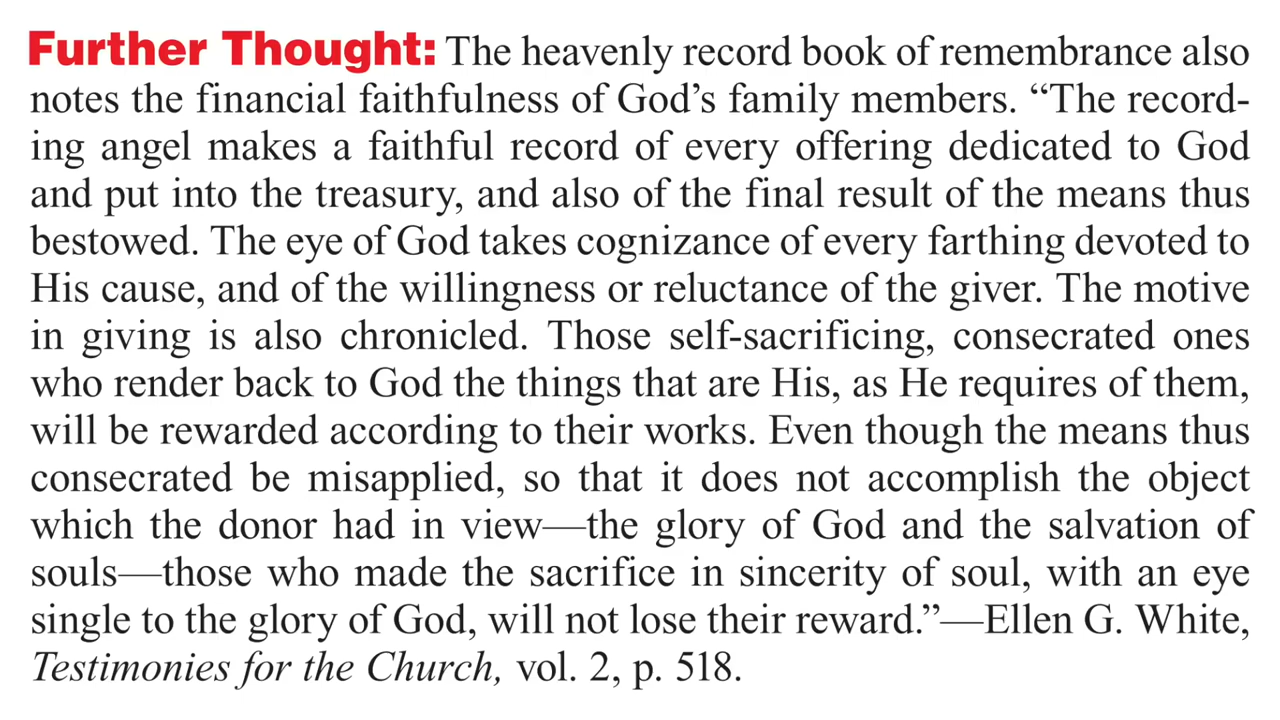 Further Thought: The heavenly record book of remembrance also
notes the financial faithfulness of God’s family members. “The record-
ing angel makes a faithful record of every offering dedicated to God
and put into the treasury, and also of the final result of the means thus
bestowed. The eye of God takes cognizance of every farthing devoted to
His cause, and of the willingness or reluctance of the giver. The motive
in giving is also chronicled. Those self-sacrificing, consecrated ones
who render back to God the things that are His, as He requires of them,
will be rewarded according to their works. Even though the means thus
consecrated be misapplied, so that it does not accomplish the object
which the donor had in view—the glory of God and the salvation of
souls—those who made the sacrifice in sincerity of soul, with an eye
single to the glory of God, will not lose their reward.”—Ellen G. White,
Testimonies for the Church, vol. 2, p. 518.